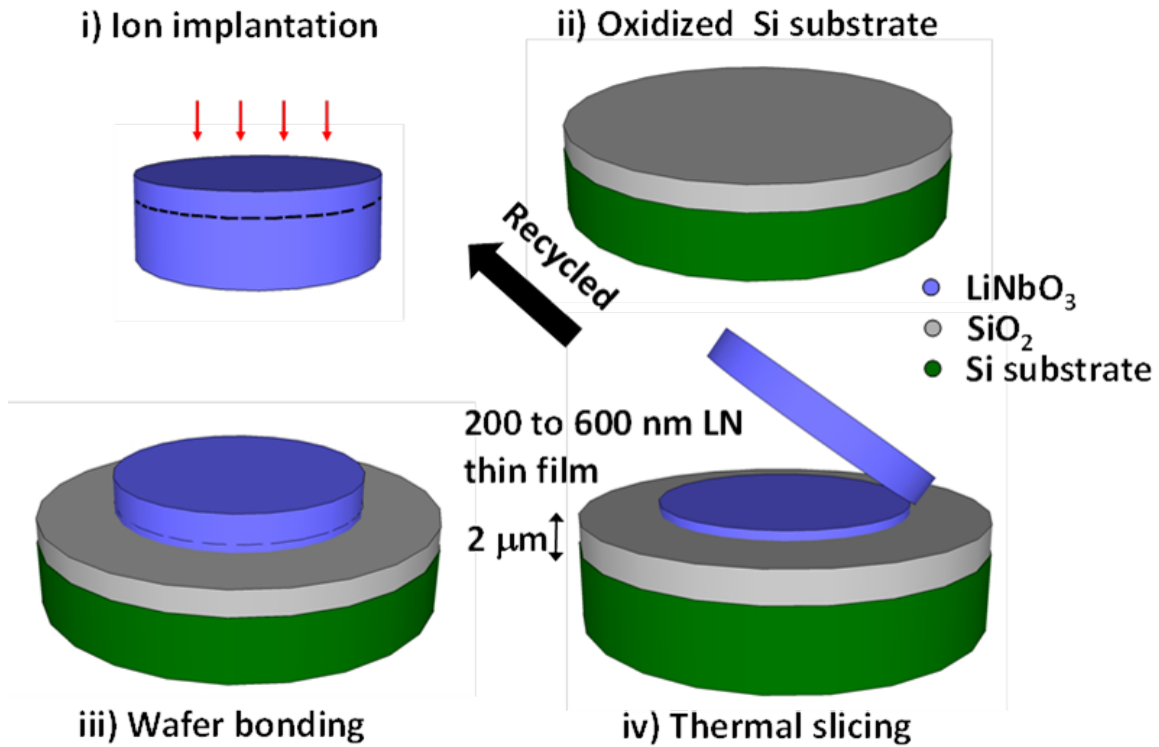 i) Ion implantation
ii) Oxidized Si substrate
Recycled
LiNbO₃
SiO₂
Si substrate
200 to 600 nm LN
thin film
2 μm
iii) Wafer bonding
iv) Thermal slicing